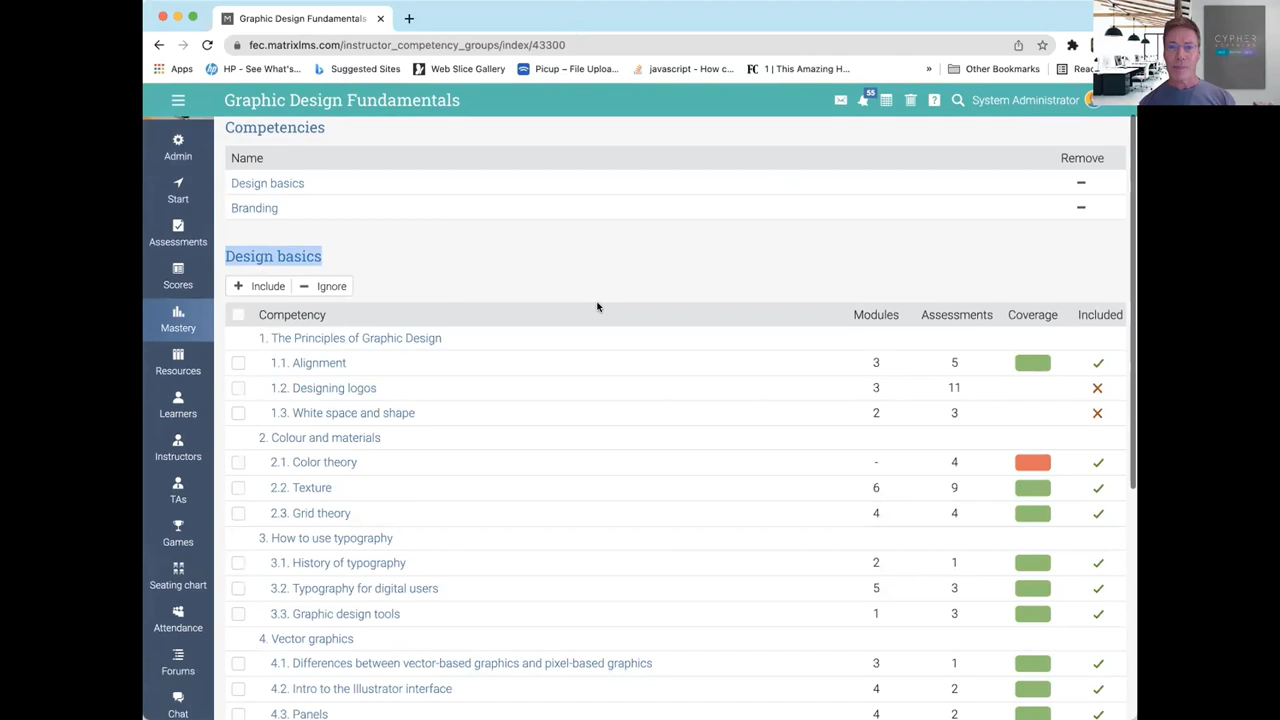 Graphic Design Fundamentals
fec.matrixlms.com/instructor_competency_groups/index/43300
Apps HP - See What's... Suggested Sites Web Slice Gallery Picup – File Uploa... javascript - How c... 1 | The Amazing H... » Other Bookmarks
CYPHER
Graphic Design Fundamentals 55 System Administrator
Admin
Start
Assessments
Scores
Mastery
Resources
Learners
Instructors
TAs
Games
Seating chart
Attendance
Forums
Chat
Competencies
Name Remove
Design basics
Branding
Design basics
+ Include − Ignore
Competency Modules Assessments Coverage Included
1. The Principles of Graphic Design
1.1. Alignment 3 5
1.2. Designing logos 3 11
1.3. White space and shape 2 3
2. Colour and materials
2.1. Color theory - 4
2.2. Texture 6 9
2.3. Grid theory 4 4
3. How to use typography
3.1. History of typography 2 1
3.2. Typography for digital users 5 3
3.3. Graphic design tools 3
4. Vector graphics
4.1. Differences between vector-based graphics and pixel-based graphics 3 1
4.2. Intro to the Illustrator interface 4 2
4.3. Panels 4 2